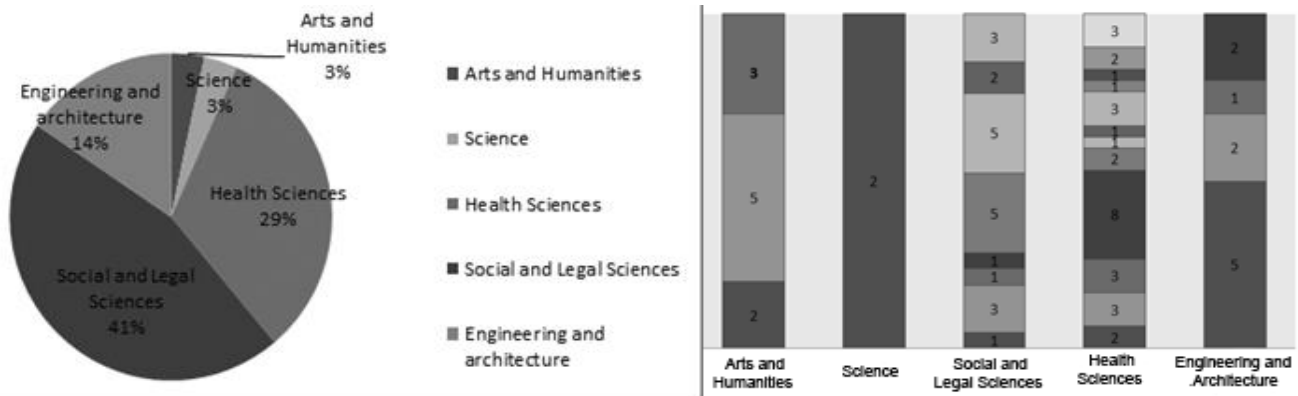 Arts and
Humanities
3%
Science
3%
Engineering and
architecture
14%
Health Sciences
29%
Social and Legal
Sciences
41%
Arts and Humanities
Science
Health Sciences
Social and Legal Sciences
Engineering and
architecture
3
5
2
Arts and
Humanities
2
Science
3
2
5
5
1
1
3
1
Social and
Legal Sciences
3
2
1
1
3
1
1
2
8
3
3
2
Health
Sciences
2
1
2
5
Engineering and
.Architecture